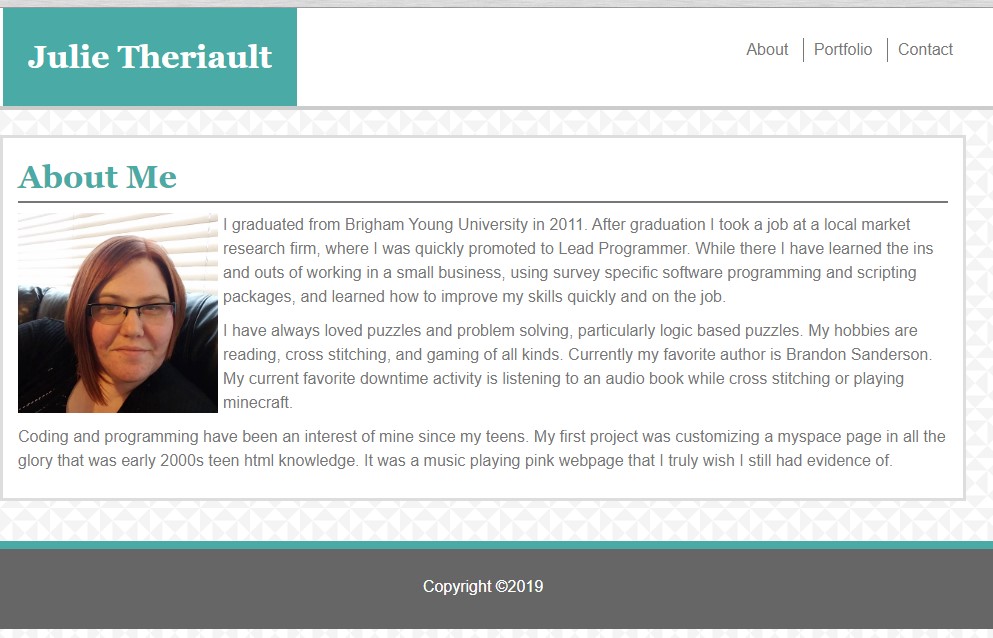 Julie Theriault
About
Portfolio
Contact
About Me
I graduated from Brigham Young University in 2011. After graduation I took a job at a local market
research firm, where I was quickly promoted to Lead Programmer. While there I have learned the ins
and outs of working in a small business, using survey specific software programming and scripting
packages, and learned how to improve my skills quickly and on the job.
I have always loved puzzles and problem solving, particularly logic based puzzles. My hobbies are
reading, cross stitching, and gaming of all kinds. Currently my favorite author is Brandon Sanderson.
My current favorite downtime activity is listening to an audio book while cross stitching or playing
minecraft.
Coding and programming have been an interest of mine since my teens. My first project was customizing a myspace page in all the
glory that was early 2000s teen html knowledge. It was a music playing pink webpage that I truly wish I still had evidence of.
Copyright ©2019